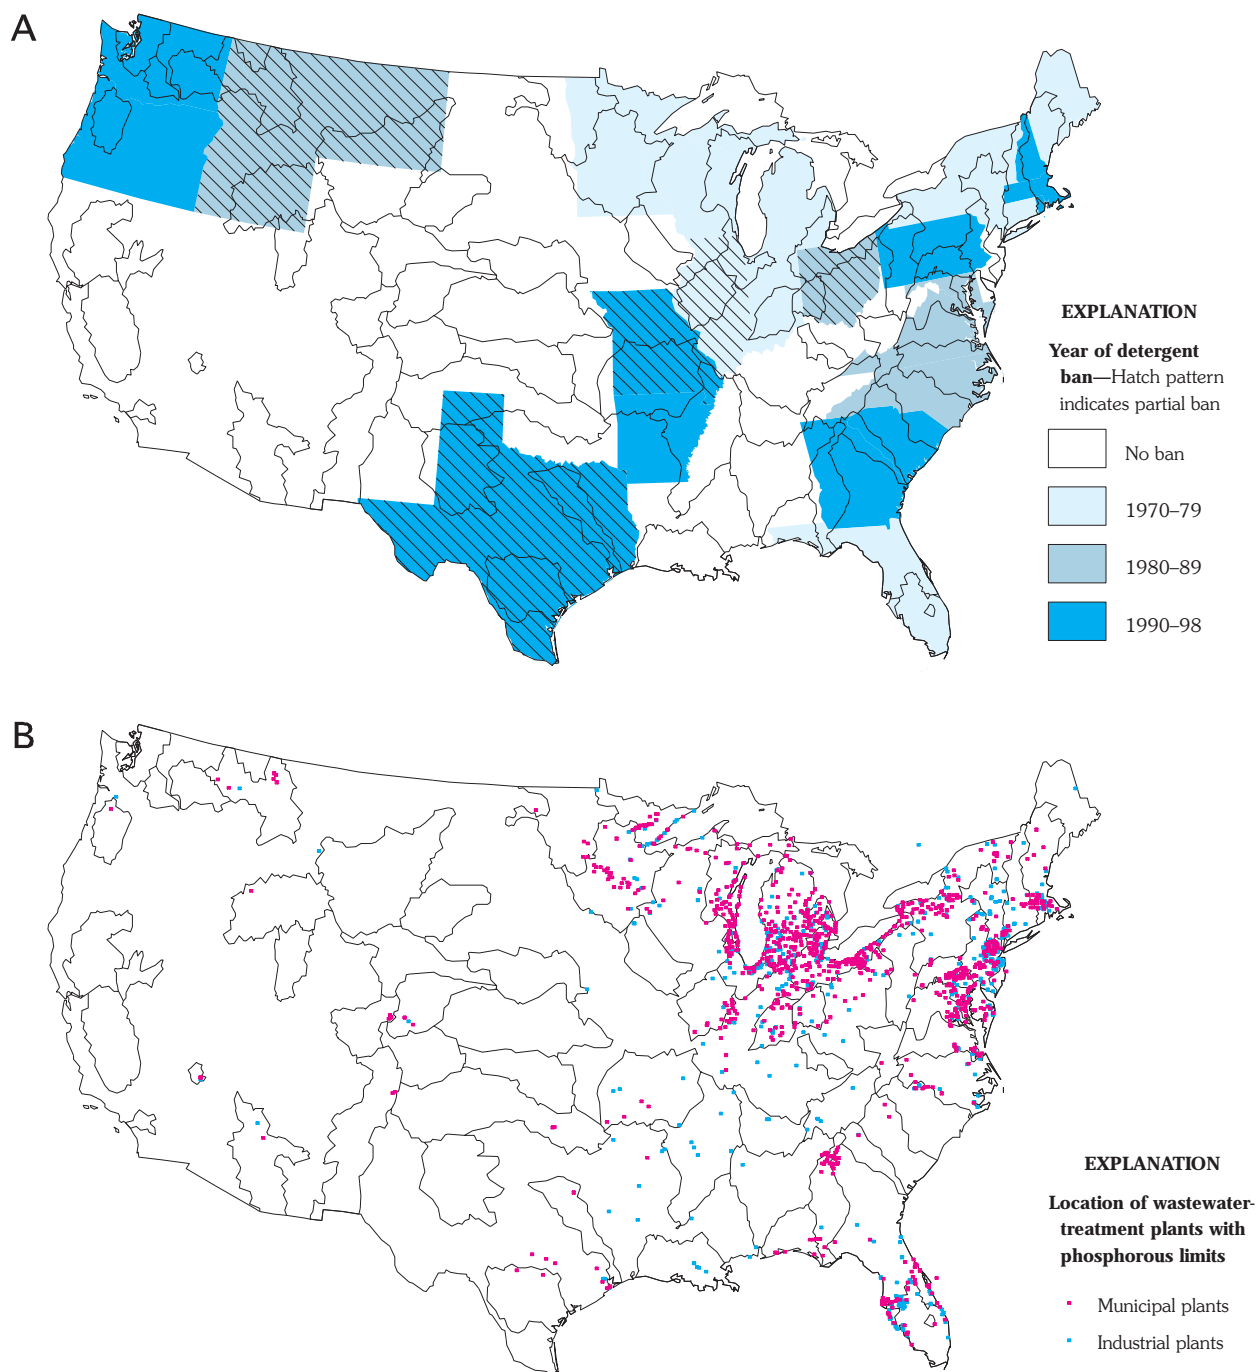 A
EXPLANATION
Year of detergent
ban—Hatch pattern
indicates partial ban
No ban
1970–79
1980–89
1990–98
B
EXPLANATION
Location of wastewater-
treatment plants with
phosphorous limits
Municipal plants
Industrial plants